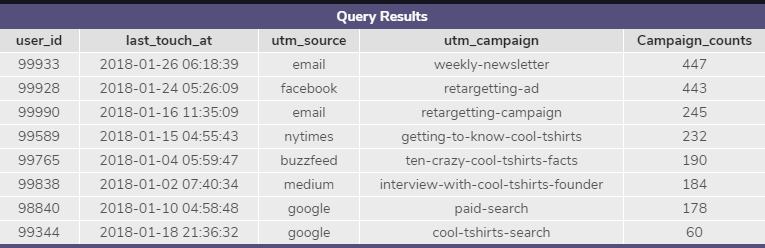 Query Results
user_id last_touch_at utm_source utm_campaign Campaign_counts
99933 2018-01-26 06:18:39 email weekly-newsletter 447
99928 2018-01-24 05:26:09 facebook retargetting-ad 443
99990 2018-01-16 11:35:09 email retargetting-campaign 245
99589 2018-01-15 04:55:43 nytimes getting-to-know-cool-tshirts 232
99765 2018-01-04 05:59:47 buzzfeed ten-crazy-cool-tshirts-facts 190
99838 2018-01-02 07:40:34 medium interview-with-cool-tshirts-founder 184
98840 2018-01-10 04:58:48 google paid-search 178
99344 2018-01-18 21:36:32 google cool-tshirts-search 60